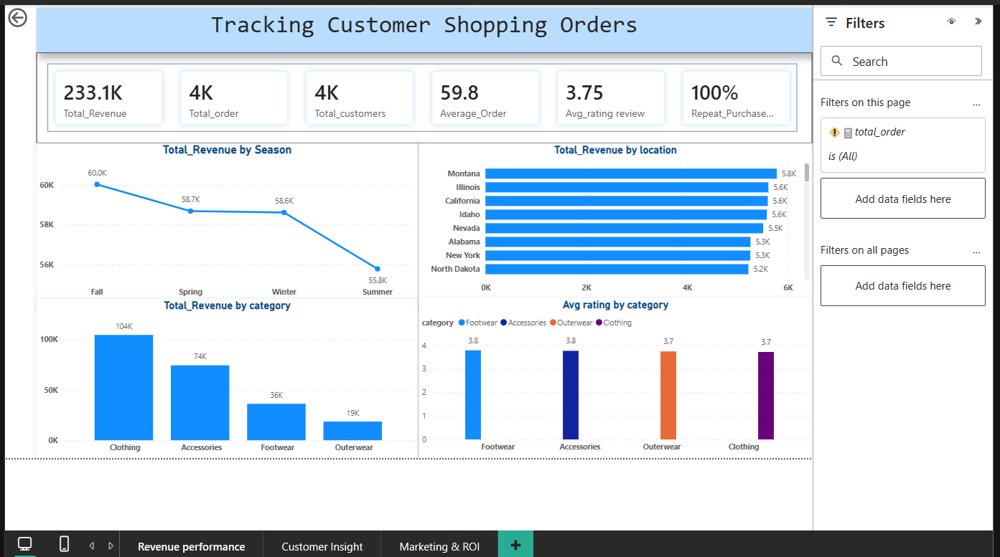 Tracking Customer Shopping Orders
233.1K
Total_Revenue
4K
Total_order
4K
Total_customers
59.8
Average_Order
3.75
Avg_rating review
100%
Repeat_Purchase...
Total_Revenue by Season
60K
58K
56K
60.0K
58.7K
58.6K
55.8K
Fall
Spring
Winter
Summer
Total_Revenue by location
Montana 5.8K
Illinois 5.6K
California 5.6K
Idaho 5.6K
Nevada 5.5K
Alabama 5.3K
New York 5.3K
North Dakota 5.2K
0K 2K 4K 6K
Total_Revenue by category
100K
50K
0K
104K
74K
36K
19K
Clothing
Accessories
Footwear
Outerwear
Avg rating by category
category Footwear Accessories Outerwear Clothing
4
3
2
1
0
3.8
3.8
3.7
3.7
Footwear
Accessories
Outerwear
Clothing
Filters
Search
Filters on this page ...
total_order
is (All)
Add data fields here
Filters on all pages ...
Add data fields here
Revenue performance
Customer Insight
Marketing & ROI